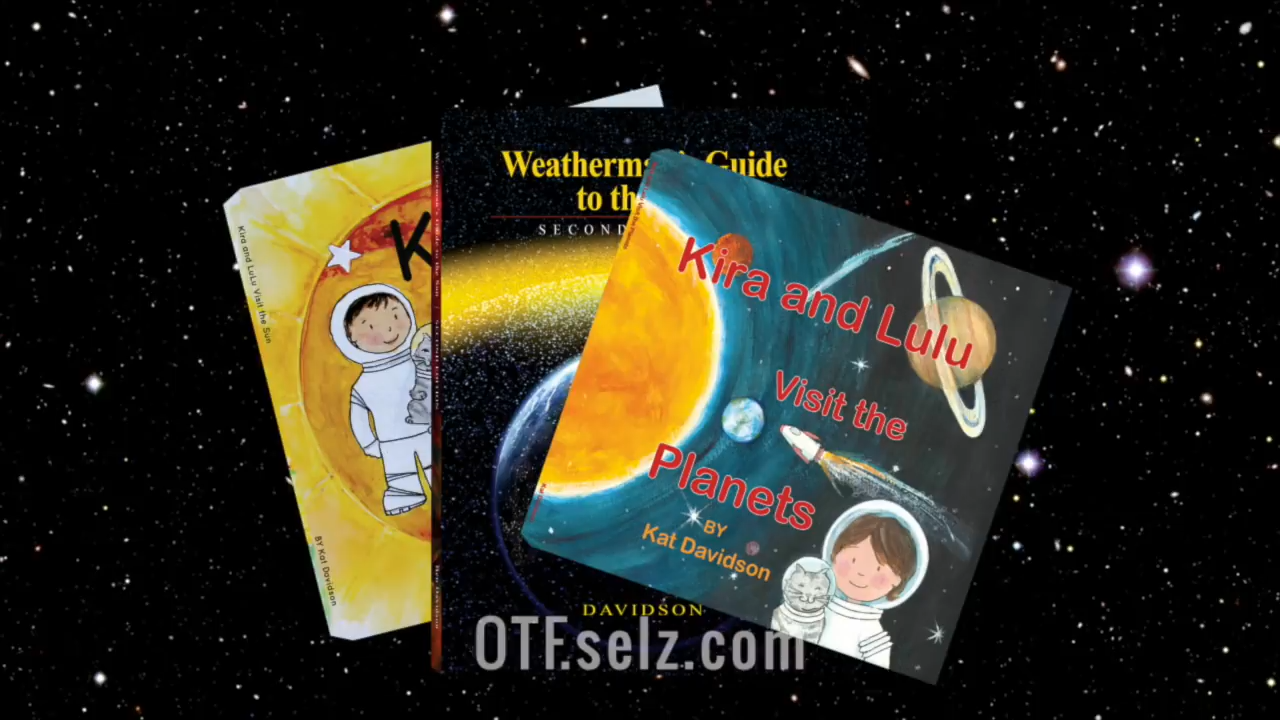 Weatherma Guide
to th
SECOND
Kira and LuLu Visit the Sun
BY Kat Davidson
K
Kira and Lulu
Visit the
Planets
BY
Kat Davidson
DAVIDSON
OTF.selz.com